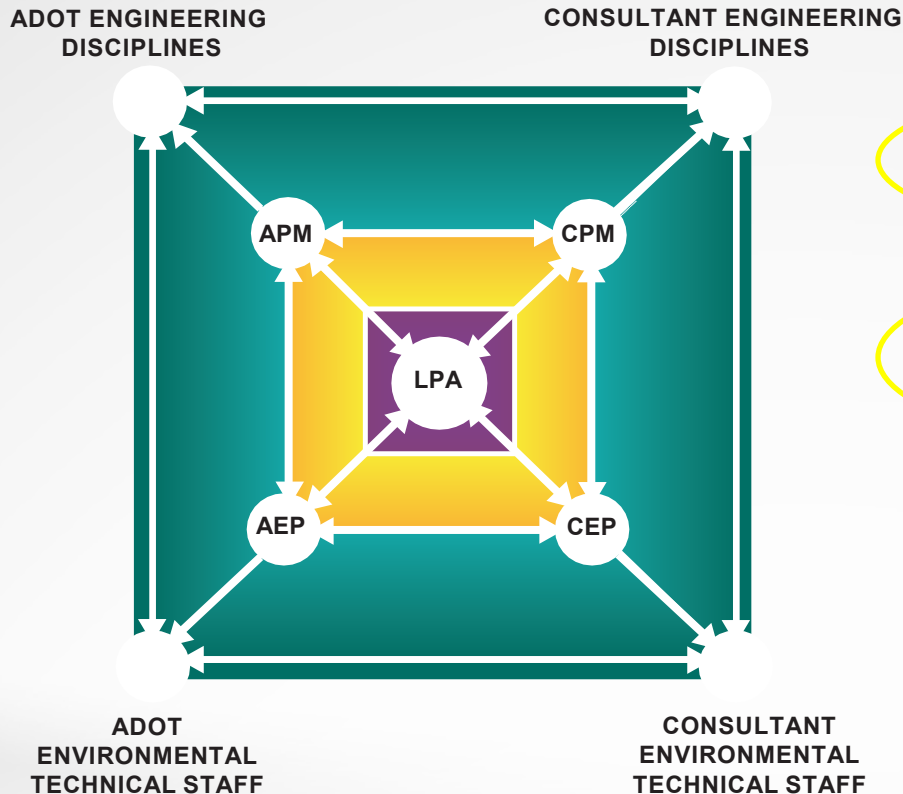 ADOT ENGINEERING
DISCIPLINES
CONSULTANT ENGINEERING
DISCIPLINES
APM
CPM
LPA
AEP
CEP
ADOT
ENVIRONMENTAL
TECHNICAL STAFF
CONSULTANT
ENVIRONMENTAL
TECHNICAL STAFF